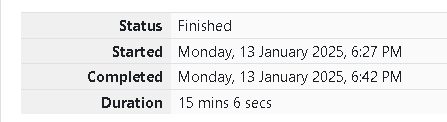 Status Finished
Started Monday, 13 January 2025, 6:27 PM
Completed Monday, 13 January 2025, 6:42 PM
Duration 15 mins 6 secs